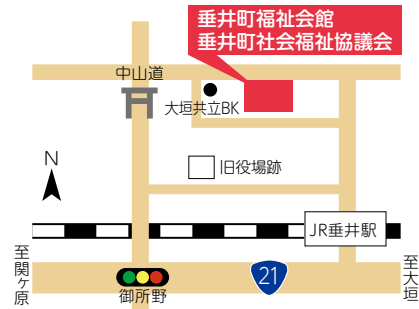 垂井町福祉会館
垂井町社会福祉協議会
中山道
大垣共立BK
N
旧役場跡
JR垂井駅
至関ヶ原
至大垣
21
御所野